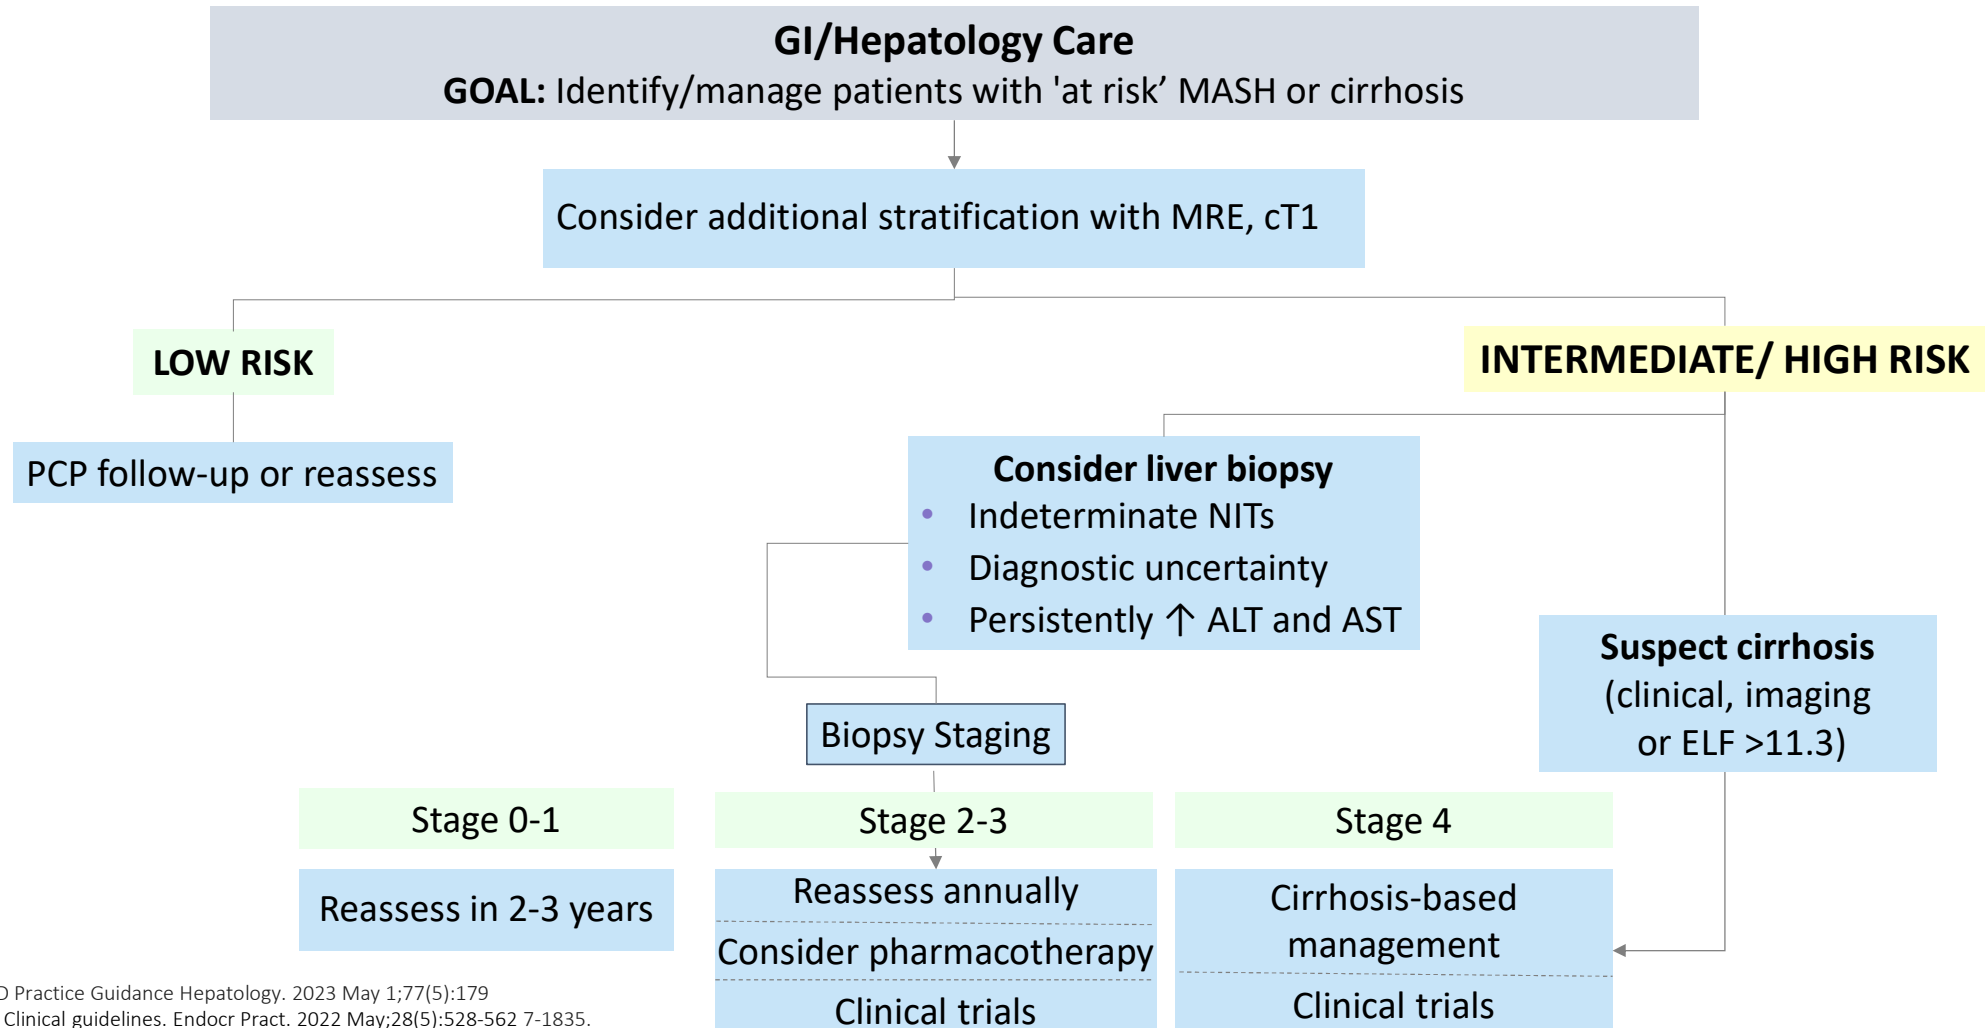 GI/Hepatology Care
GOAL: Identify/manage patients with 'at risk’ MASH or cirrhosis
Consider additional stratification with MRE, cT1
LOW RISK
INTERMEDIATE/ HIGH RISK
PCP follow-up or reassess
Consider liver biopsy
• Indeterminate NITs
• Diagnostic uncertainty
• Persistently ↑ ALT and AST
Suspect cirrhosis
(clinical, imaging
or ELF >11.3)
Biopsy Staging
Stage 0-1
Stage 2-3
Stage 4
Reassess in 2-3 years
Reassess annually
Consider pharmacotherapy
Clinical trials
Cirrhosis-based
management
Clinical trials
D Practice Guidance Hepatology. 2023 May 1;77(5):179
Clinical guidelines. Endocr Pract. 2022 May;28(5):528-562 7-1835.